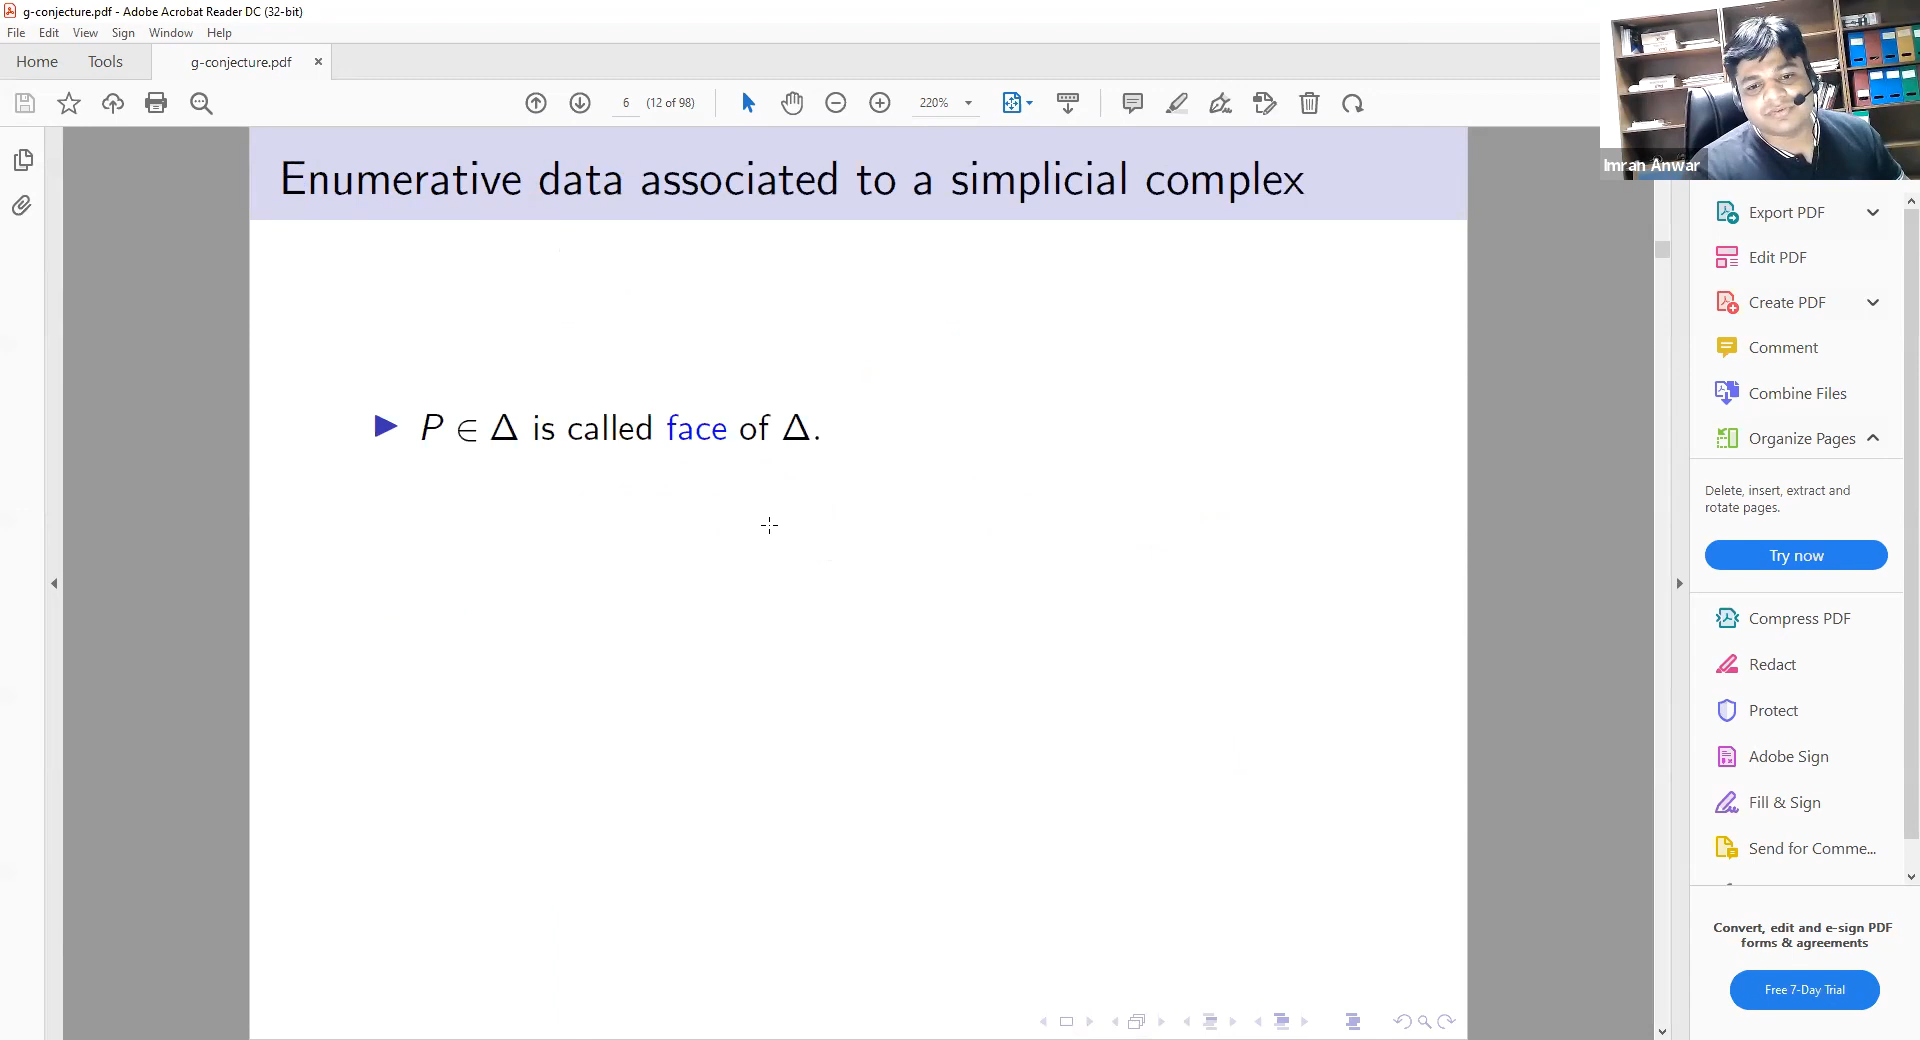 g-conjecture.pdf - Adobe Acrobat Reader DC (32-bit)
File Edit View Sign Window Help
Home Tools g-conjecture.pdf ×
6 (12 of 98) 220%
Imran Anwar
Enumerative data associated to a simplicial complex
▶ P ∈ Δ is called face of Δ.
Export PDF
Edit PDF
Create PDF
Comment
Combine Files
Organize Pages
Delete, insert, extract and
rotate pages.
Try now
Compress PDF
Redact
Protect
Adobe Sign
Fill & Sign
Send for Comme...
Convert, edit and e-sign PDF
forms & agreements
Free 7-Day Trial